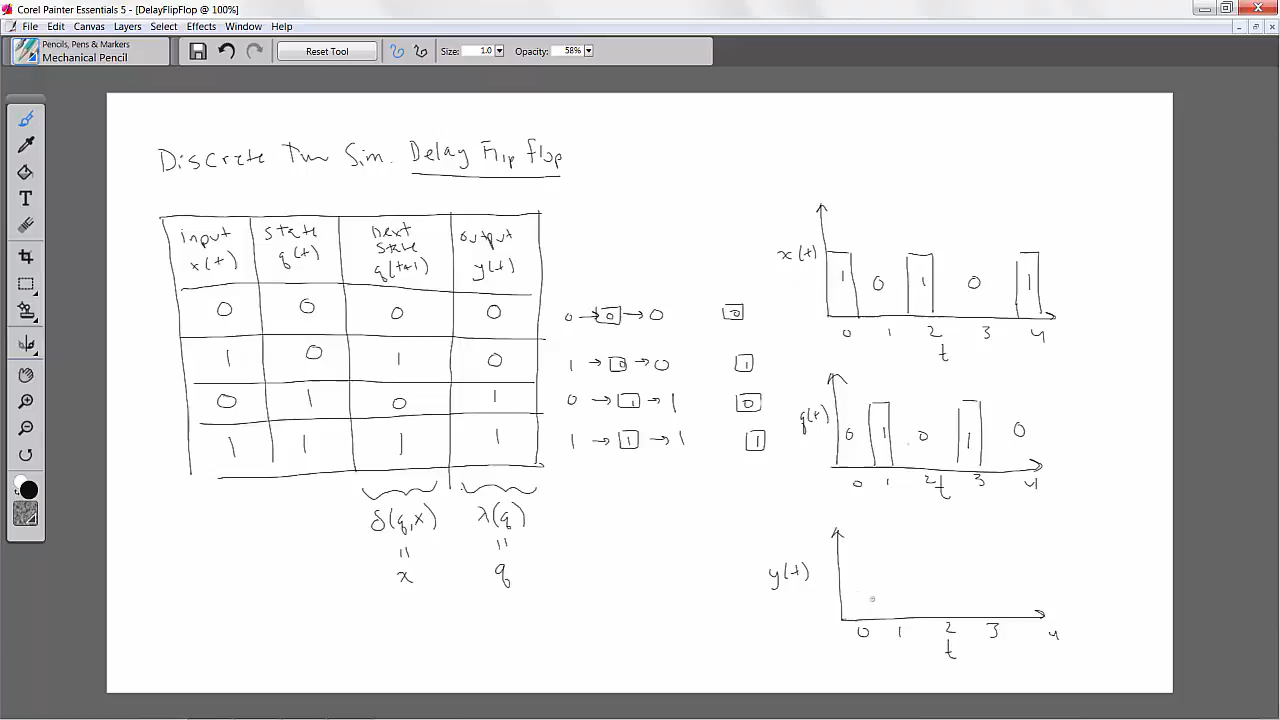 Corel Painter Essentials 5 - [DelayFlipFlop @ 100%]
File Edit Canvas Layers Select Effects Window Help
Pencils, Pens & Markers
Mechanical Pencil
Reset Tool
Size: 1.0
Opacity: 58%
Discrete Sim. Delay Flip Flop
input x(t)
state q(t)
next state q(t+1)
output y(t)
0 0 0 0
0 → 0 → 0 0
1 0 1 0
1 → 0 → 0 1
0 1 0 1
0 → 1 → 1 0
1 1 1 1
1 → 1 → 1 1
δ(q,x)
=
x
λ(q)
=
q
x(t)
1 0 1 0 1
0 1 2 3 4
t
q(t)
0 1 0 1 0
0 1 2 3 4
t
y(t)
0 1 2 3 4
t